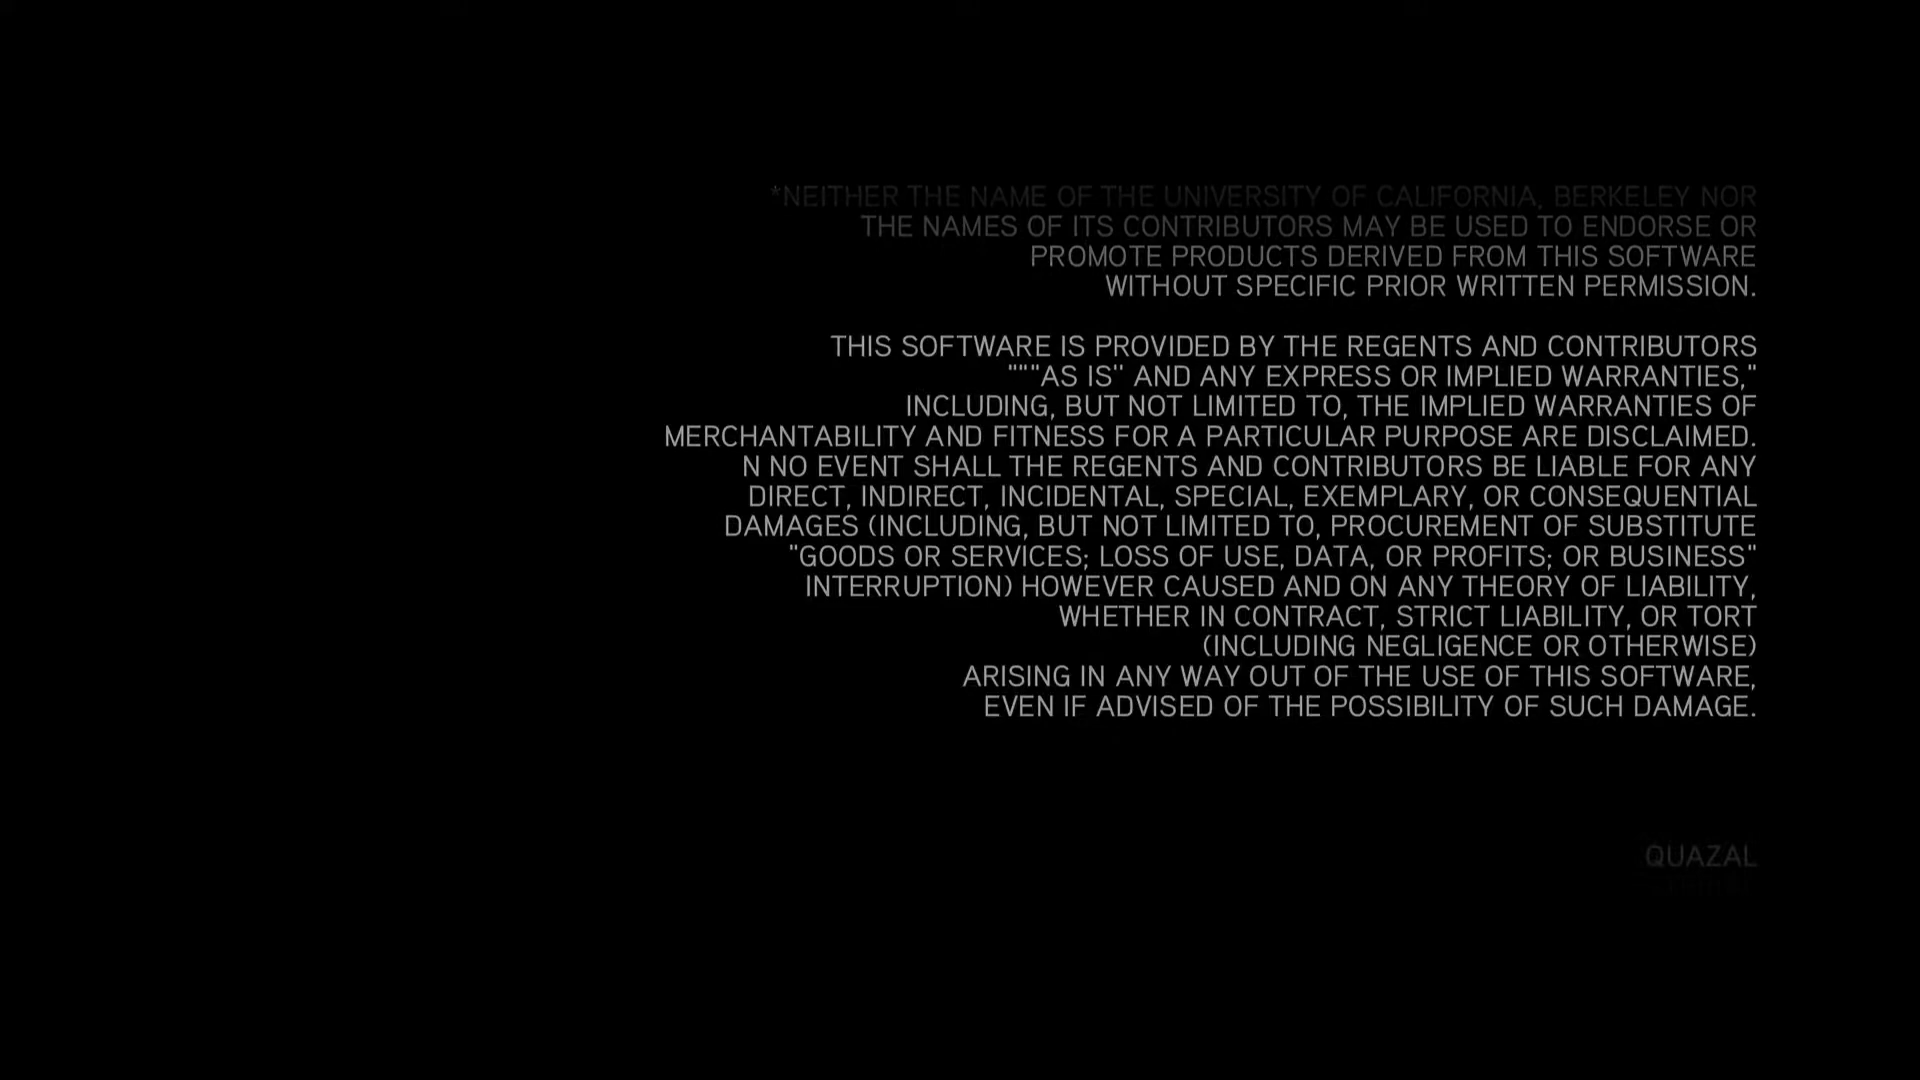 *NEITHER THE NAME OF THE UNIVERSITY OF CALIFORNIA, BERKELEY NOR
THE NAMES OF ITS CONTRIBUTORS MAY BE USED TO ENDORSE OR
PROMOTE PRODUCTS DERIVED FROM THIS SOFTWARE
WITHOUT SPECIFIC PRIOR WRITTEN PERMISSION.
THIS SOFTWARE IS PROVIDED BY THE REGENTS AND CONTRIBUTORS
"""AS IS'' AND ANY EXPRESS OR IMPLIED WARRANTIES,"
INCLUDING, BUT NOT LIMITED TO, THE IMPLIED WARRANTIES OF
MERCHANTABILITY AND FITNESS FOR A PARTICULAR PURPOSE ARE DISCLAIMED.
N NO EVENT SHALL THE REGENTS AND CONTRIBUTORS BE LIABLE FOR ANY
DIRECT, INDIRECT, INCIDENTAL, SPECIAL, EXEMPLARY, OR CONSEQUENTIAL
DAMAGES (INCLUDING, BUT NOT LIMITED TO, PROCUREMENT OF SUBSTITUTE
"GOODS OR SERVICES; LOSS OF USE, DATA, OR PROFITS; OR BUSINESS"
INTERRUPTION) HOWEVER CAUSED AND ON ANY THEORY OF LIABILITY,
WHETHER IN CONTRACT, STRICT LIABILITY, OR TORT
(INCLUDING NEGLIGENCE OR OTHERWISE)
ARISING IN ANY WAY OUT OF THE USE OF THIS SOFTWARE,
EVEN IF ADVISED OF THE POSSIBILITY OF SUCH DAMAGE.
QUAZAL